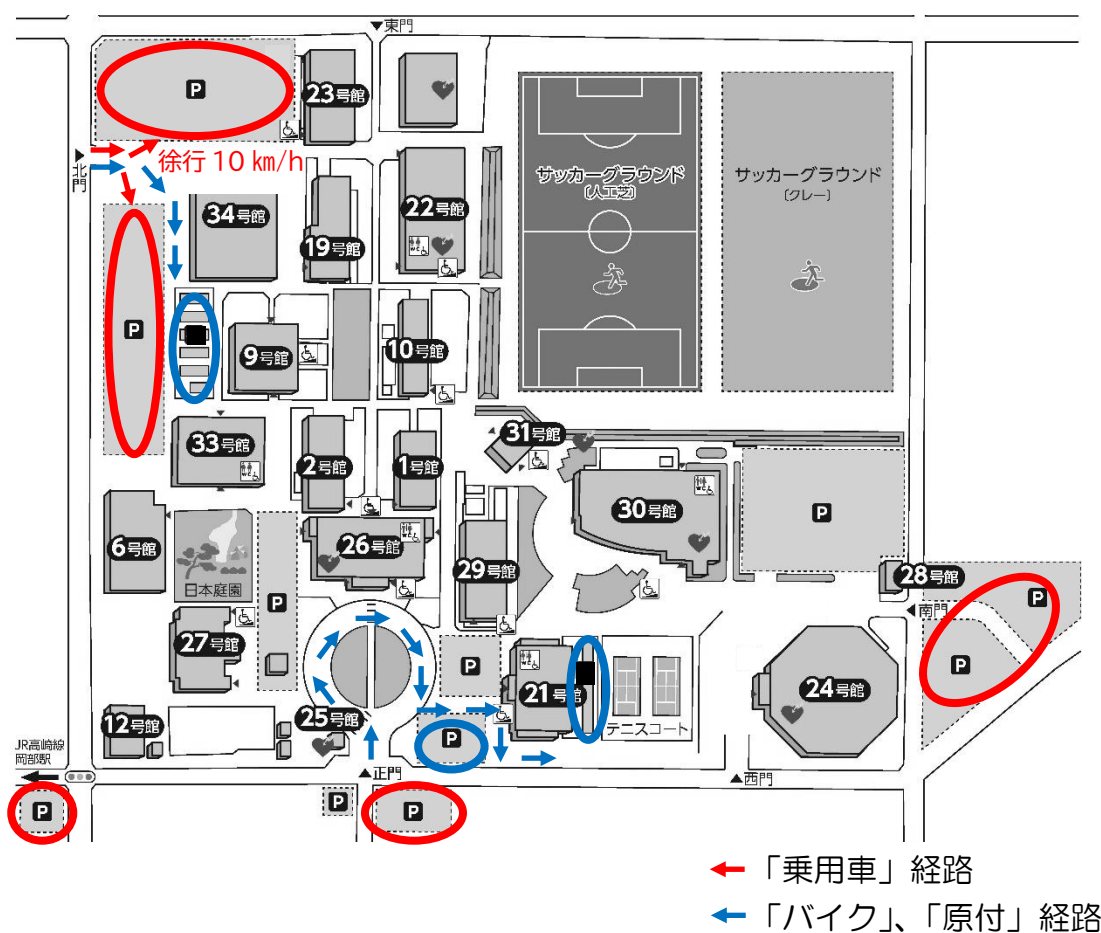 ▼東門
P
23号館
徐行 10 km/h
▶北門
サッカーグラウンド
〔人工芝〕
サッカーグラウンド
〔クレー〕
34号館
22号館
WC
19号館
P
9号館
10号館
33号館
WC
2号館
1号館
31号館
WC
30号館
P
6号館
26号館
WC
29号館
28号館
日本庭園
P
P
◀南門
27号館
P
WC
21号館
P
24号館
12号館
25号館
P
テニスコート
JR高崎線
岡部駅
▲正門
▲西門
P
P
P
←「乗用車」経路
←「バイク」、「原付」経路